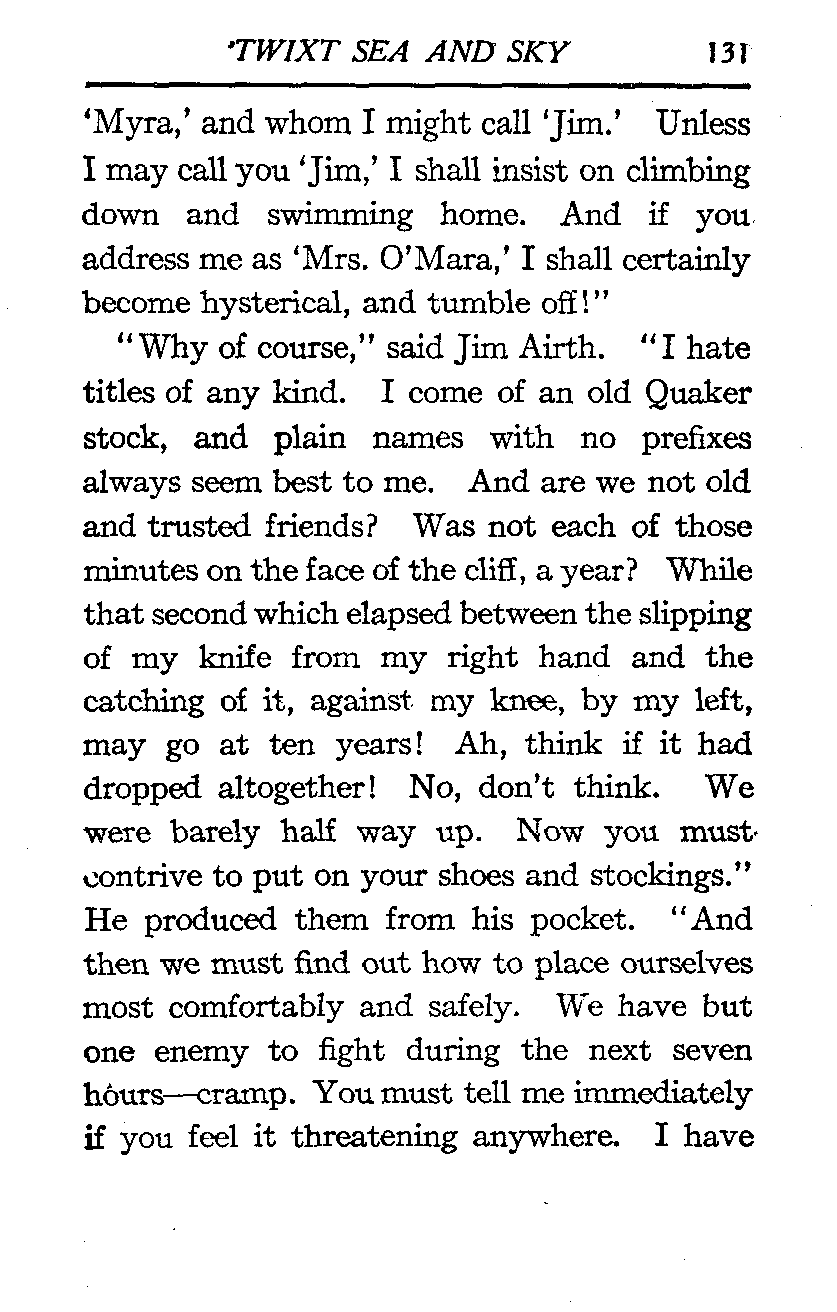 'TWIXT SEA AND SKY 131
'Myra,' and whom I might call 'Jim.' Unless
I may call you 'Jim,' I shall insist on climbing
down and swimming home. And if you
address me as 'Mrs. O'Mara,' I shall certainly
become hysterical, and tumble off!"
"Why of course," said Jim Airth. "I hate
titles of any kind. I come of an old Quaker
stock, and plain names with no prefixes
always seem best to me. And are we not old
and trusted friends? Was not each of those
minutes on the face of the cliff, a year? While
that second which elapsed between the slipping
of my knife from my right hand and the
catching of it, against my knee, by my left,
may go at ten years! Ah, think if it had
dropped altogether! No, don't think. We
were barely half way up. Now you must
contrive to put on your shoes and stockings."
He produced them from his pocket. "And
then we must find out how to place ourselves
most comfortably and safely. We have but
one enemy to fight during the next seven
hours—cramp. You must tell me immediately
if you feel it threatening anywhere. I have